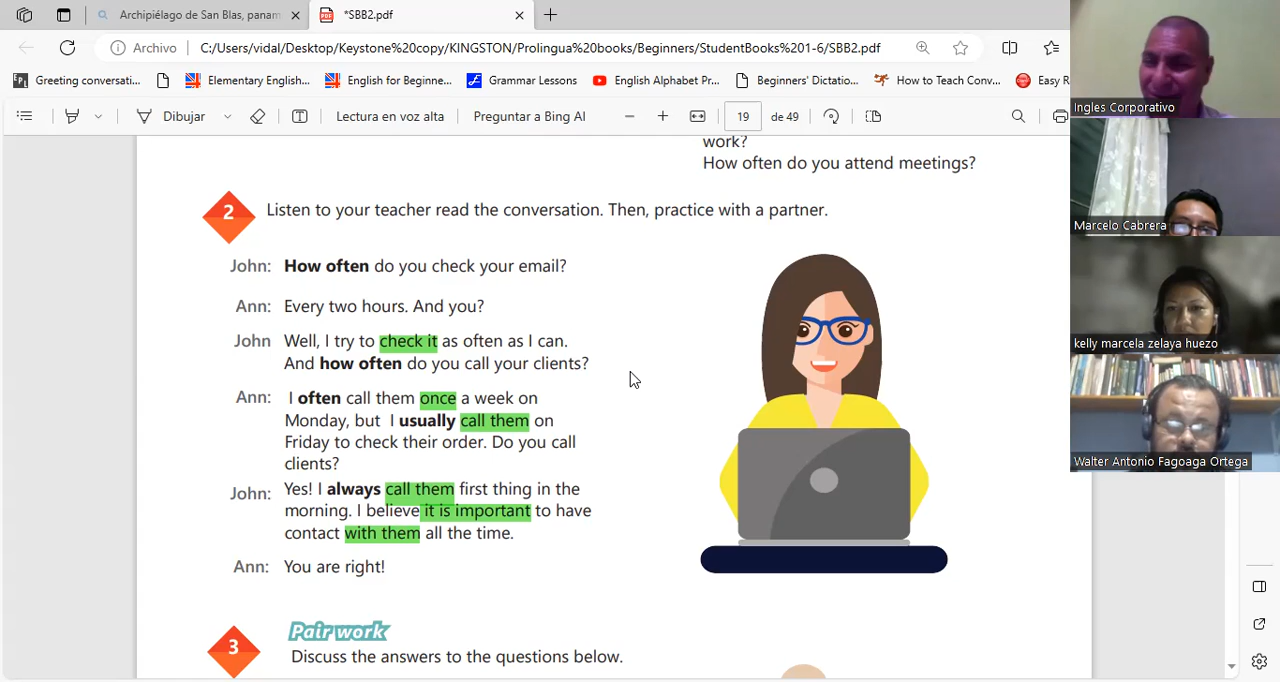 Archipiélago de San Blas, panam
*SBB2.pdf
Archivo
C:/Users/vidal/Desktop/Keystone%20copy/KINGSTON/Prolingua%20books/Beginners/StudentBooks%201-6/SBB2.pdf
Greeting conversati...
Elementary English...
English for Beginne...
Grammar Lessons
English Alphabet Pr...
Beginners' Dictatio...
How to Teach Conv...
Easy R
Dibujar
Lectura en voz alta
Preguntar a Bing AI
19
de 49
work?
How often do you attend meetings?
2
Listen to your teacher read the conversation. Then, practice with a partner.
John: How often do you check your email?
Ann: Every two hours. And you?
John Well, I try to check it as often as I can.
And how often do you call your clients?
Ann: I often call them once a week on
Monday, but I usually call them on
Friday to check their order. Do you call
clients?
John: Yes! I always call them first thing in the
morning. I believe it is important to have
contact with them all the time.
Ann: You are right!
3
Pair work
Discuss the answers to the questions below.
Ingles Corporativo
Marcelo Cabrera
kelly marcela zelaya huezo
Walter Antonio Fagoaga Ortega